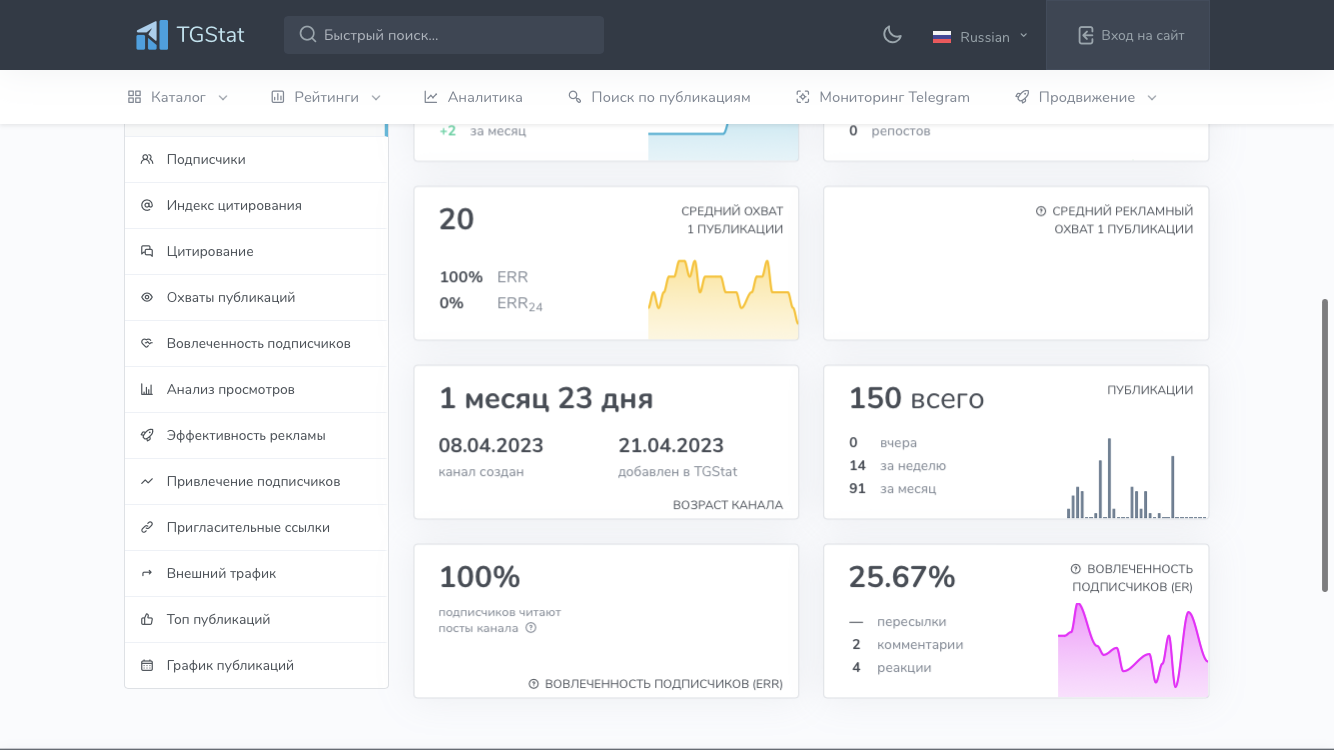 TGStat
Быстрый поиск...
Russian
Вход на сайт
Каталог
Рейтинги
Аналитика
Поиск по публикациям
Мониторинг Telegram
Продвижение
Подписчики
Индекс цитирования
Цитирование
Охваты публикаций
Вовлеченность подписчиков
Анализ просмотров
Эффективность рекламы
Привлечение подписчиков
Пригласительные ссылки
Внешний трафик
Топ публикаций
График публикаций
+2 за месяц
0 репостов
20
СРЕДНИЙ ОХВАТ
1 ПУБЛИКАЦИИ
100% ERR
0% ERR24
СРЕДНИЙ РЕКЛАМНЫЙ
ОХВАТ 1 ПУБЛИКАЦИИ
1 месяц 23 дня
08.04.2023
канал создан
21.04.2023
добавлен в TGStat
ВОЗРАСТ КАНАЛА
150 всего
ПУБЛИКАЦИИ
0 вчера
14 за неделю
91 за месяц
100%
подписчиков читают
посты канала
ВОВЛЕЧЕННОСТЬ ПОДПИСЧИКОВ (ERR)
25.67%
ВОВЛЕЧЕННОСТЬ
ПОДПИСЧИКОВ (ER)
— пересылки
2 комментарии
4 реакции